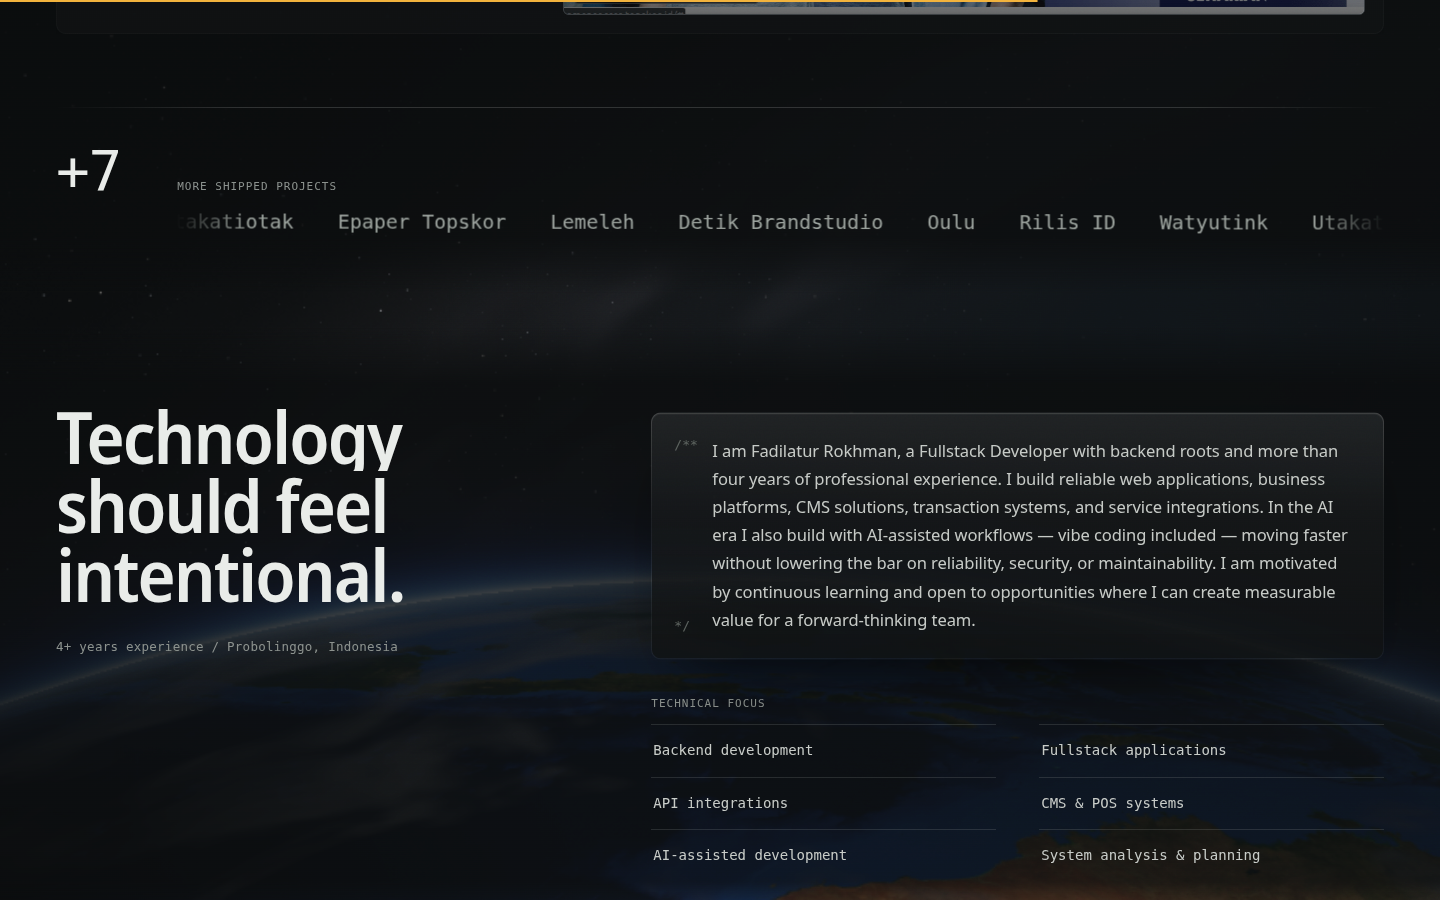 +7
MORE SHIPPED PROJECTS
akatiotak Epaper Topskor Lemeleh Detik Brandstudio Oulu Rilis ID Watyutink Utakat
Technology
should feel
intentional.
4+ years experience / Probolinggo, Indonesia
/** I am Fadilatur Rokhman, a Fullstack Developer with backend roots and more than
four years of professional experience. I build reliable web applications, business
platforms, CMS solutions, transaction systems, and service integrations. In the AI
era I also build with AI-assisted workflows — vibe coding included — moving faster
without lowering the bar on reliability, security, or maintainability. I am motivated
by continuous learning and open to opportunities where I can create measurable
*/ value for a forward-thinking team.
TECHNICAL FOCUS
Backend development
Fullstack applications
API integrations
CMS & POS systems
AI-assisted development
System analysis & planning